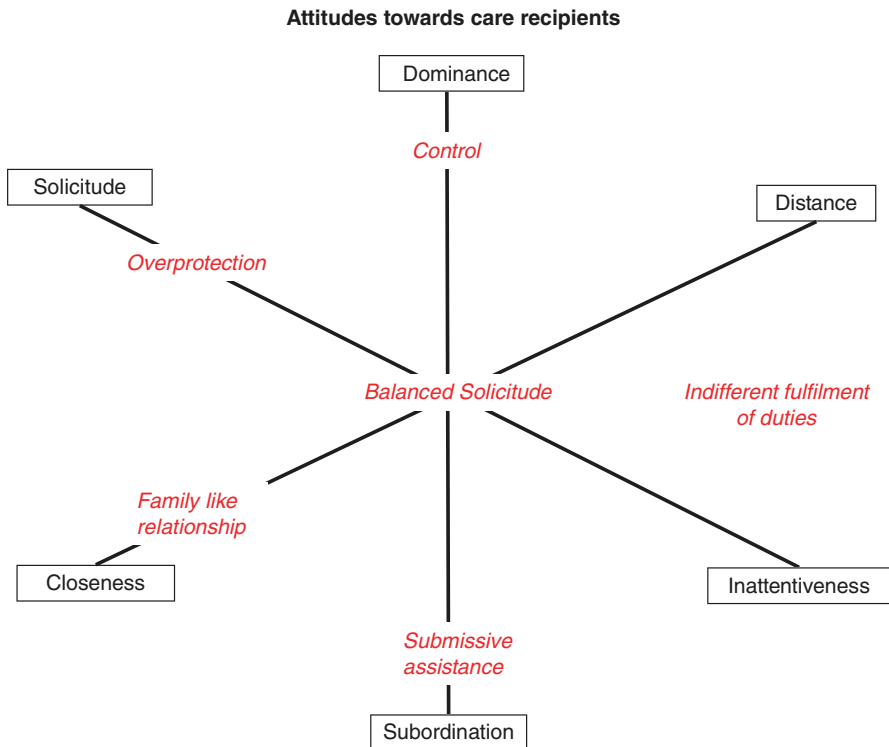 Attitudes towards care recipients
Dominance
Control
Solicitude
Distance
Overprotection
Balanced Solicitude
Indifferent fulfilment
of duties
Family like
relationship
Closeness
Inattentiveness
Submissive
assistance
Subordination